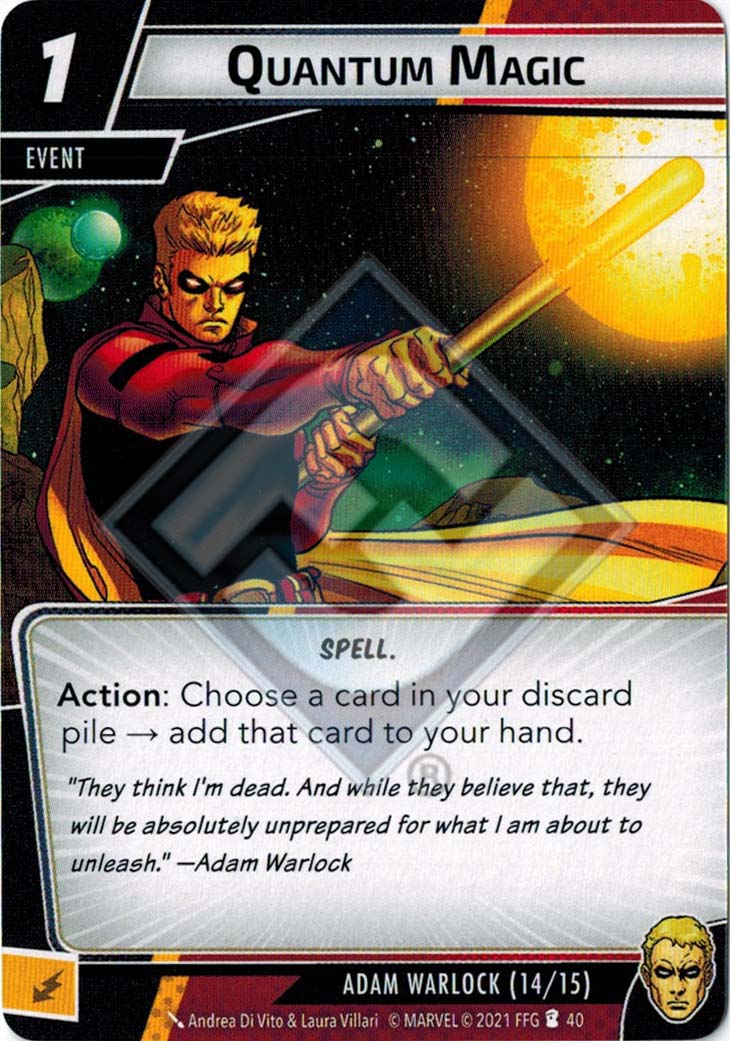 1
QUANTUM MAGIC
EVENT
SPELL.
Action: Choose a card in your discard
pile → add that card to your hand.
"They think I'm dead. And while they believe that, they
will be absolutely unprepared for what I am about to
unleash." —Adam Warlock
®
ADAM WARLOCK (14/15)
Andrea Di Vito & Laura Villari © MARVEL © 2021 FFG 40